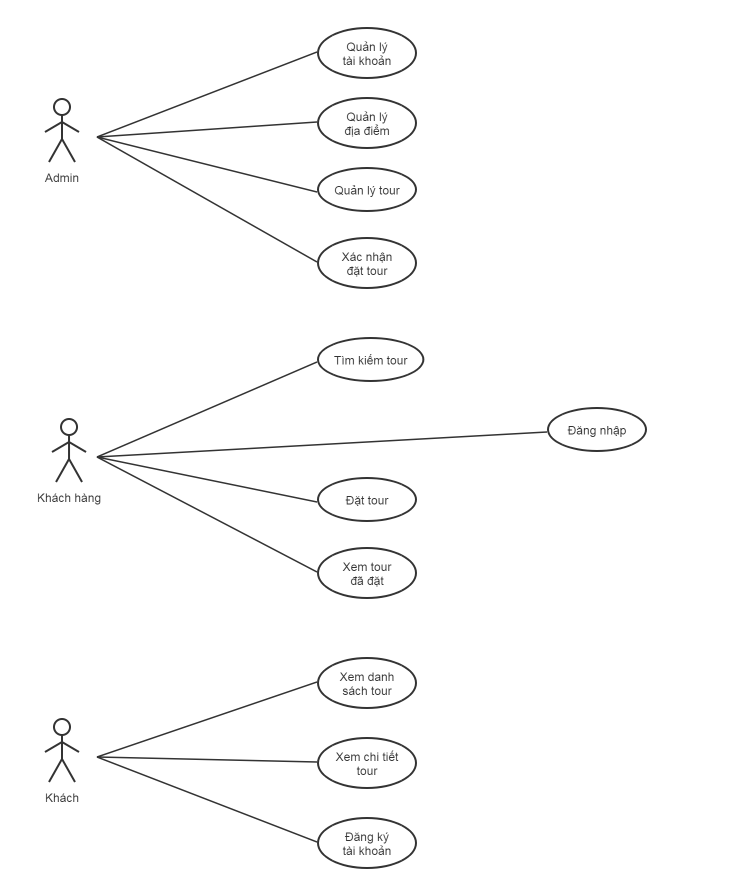 Quản lý
tài khoản
Quản lý
địa điểm
Admin
Quản lý tour
Xác nhận
đặt tour
Tìm kiếm tour
Đăng nhập
Khách hàng
Đặt tour
Xem tour
đã đặt
Xem danh
sách tour
Xem chi tiết
tour
Khách
Đăng ký
tài khoản